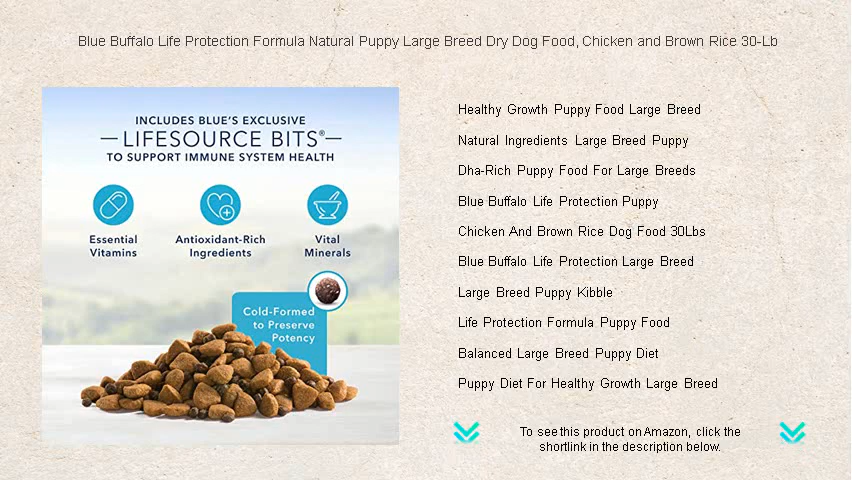 Blue Buffalo Life Protection Formula Natural Puppy Large Breed Dry Dog Food, Chicken and Brown Rice 30-Lb
INCLUDES BLUE'S EXCLUSIVE
LIFESOURCE BITS®
TO SUPPORT IMMUNE SYSTEM HEALTH
Essential
Vitamins
Antioxidant-Rich
Ingredients
Vital
Minerals
Cold-Formed
to Preserve
Potency
Healthy Growth Puppy Food Large Breed
Natural Ingredients Large Breed Puppy
Dha-Rich Puppy Food For Large Breeds
Blue Buffalo Life Protection Puppy
Chicken And Brown Rice Dog Food 30Lbs
Blue Buffalo Life Protection Large Breed
Large Breed Puppy Kibble
Life Protection Formula Puppy Food
Balanced Large Breed Puppy Diet
Puppy Diet For Healthy Growth Large Breed
To see this product on Amazon, click the
shortlink in the description below.